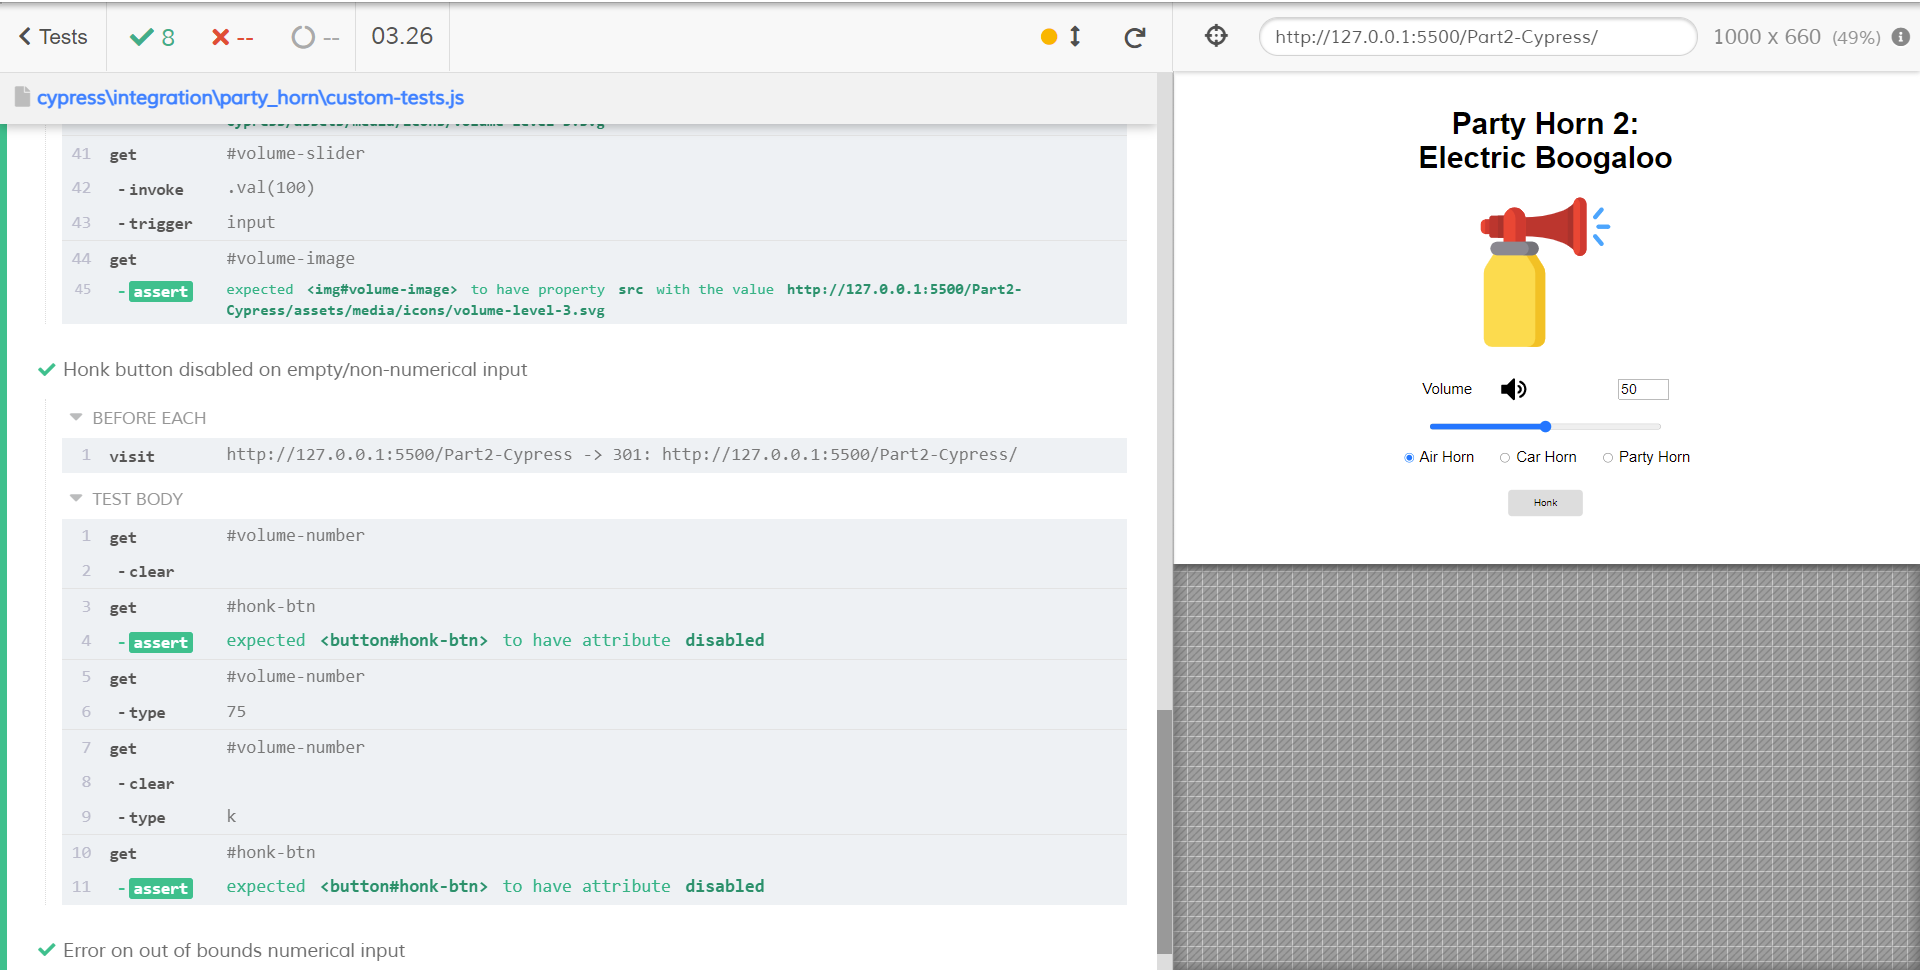 Tests
8
--
--
03.26
http://127.0.0.1:5500/Part2-Cypress/
1000 x 660 (49%)
cypress\integration\party_horn\custom-tests.js
Cypress/assets/media/icons/volume-level-3.svg
41 get #volume-slider
42 -invoke .val(100)
43 -trigger input
44 get #volume-image
45 -assert expected <img#volume-image> to have property src with the value http://127.0.0.1:5500/Part2-
Cypress/assets/media/icons/volume-level-3.svg
Honk button disabled on empty/non-numerical input
BEFORE EACH
1 visit http://127.0.0.1:5500/Part2-Cypress -> 301: http://127.0.0.1:5500/Part2-Cypress/
TEST BODY
1 get #volume-number
2 -clear
3 get #honk-btn
4 -assert expected <button#honk-btn> to have attribute disabled
5 get #volume-number
6 -type 75
7 get #volume-number
8 -clear
9 -type k
10 get #honk-btn
11 -assert expected <button#honk-btn> to have attribute disabled
Error on out of bounds numerical input
Party Horn 2:
Electric Boogaloo
Volume 50
Air Horn Car Horn Party Horn
Honk